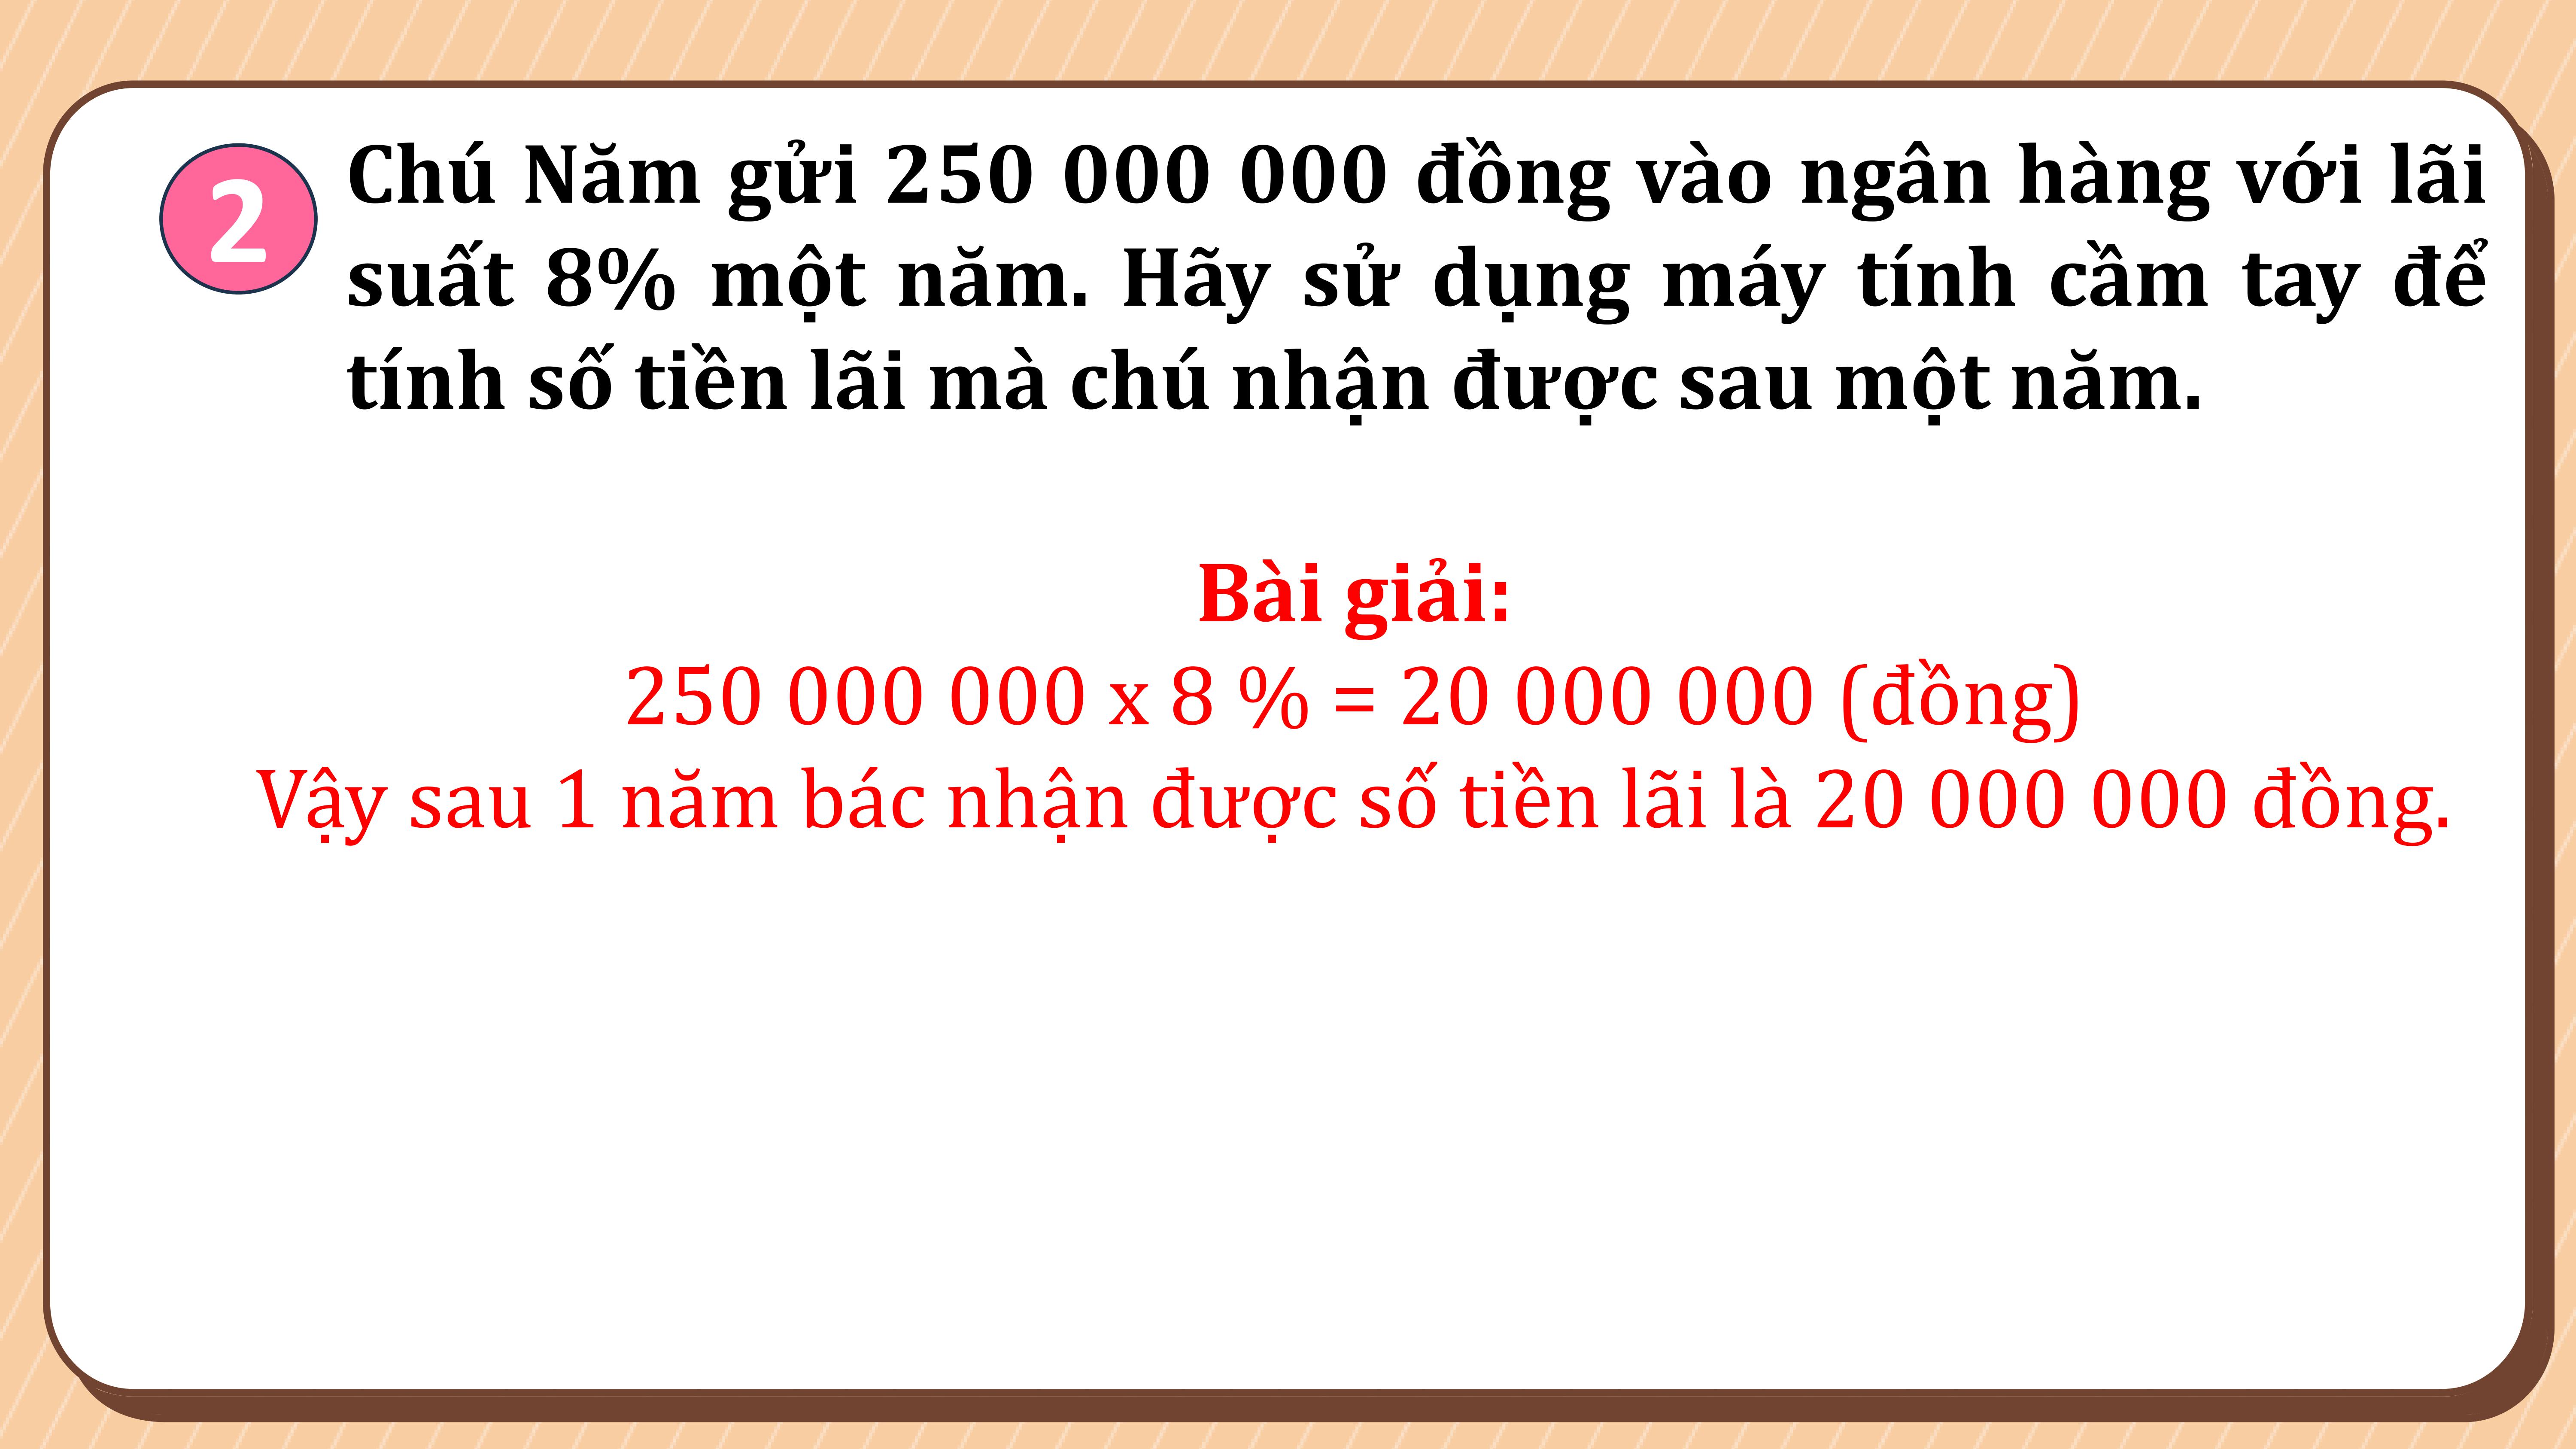 2
Chú Năm gửi 250 000 000 đồng vào ngân hàng với lãi
suất 8% một năm. Hãy sử dụng máy tính cầm tay để
tính số tiền lãi mà chú nhận được sau một năm.
Bài giải:
250 000 000 x 8 % = 20 000 000 (đồng)
Vậy sau 1 năm bác nhận được số tiền lãi là 20 000 000 đồng.